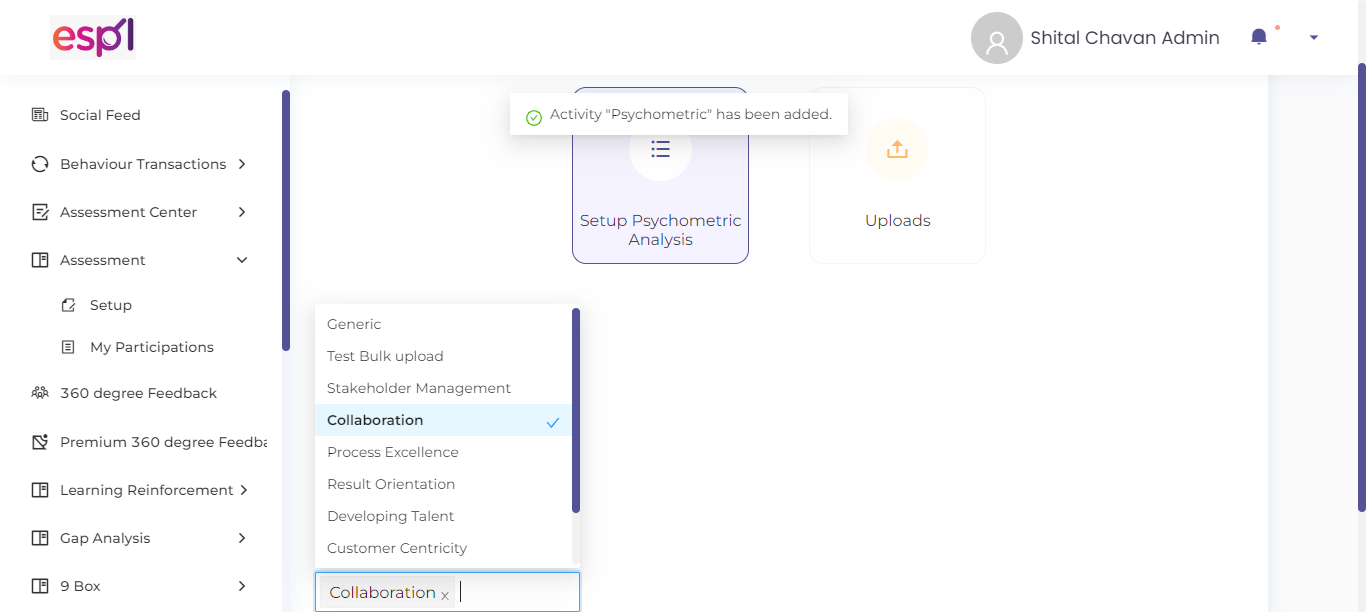 espl
Shital Chavan Admin
Social Feed
Behaviour Transactions
Assessment Center
Assessment
Setup
My Participations
360 degree Feedback
Premium 360 degree Feedba
Learning Reinforcement
Gap Analysis
9 Box
Activity "Psychometric" has been added.
Setup Psychometric
Analysis
Uploads
Generic
Test Bulk upload
Stakeholder Management
Collaboration
Process Excellence
Result Orientation
Developing Talent
Customer Centricity
Collaboration x